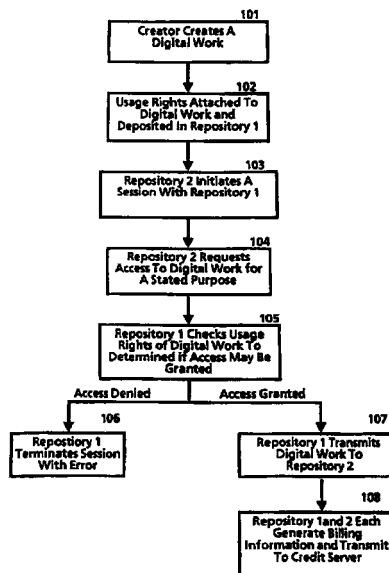 101
Creator Creates A
Digital Work
102
Usage Rights Attached To
Digital Work and
Deposited In Repository 1
103
Repository 2 Initiates A
Session With Repository 1
104
Repository 2 Requests
Access To Digital Work for
A Stated Purpose
105
Repository 1 Checks Usage
Rights of Digital Work To
Determined if Access May Be
Granted
Access Denied
Access Granted
106
Repostiory 1
Terminates Session
With Error
107
Repository 1 Transmits
Digital Work To
Repository 2
108
Repository 1and 2 Each
Generate Billing
Information and Transmit
To Credit Server